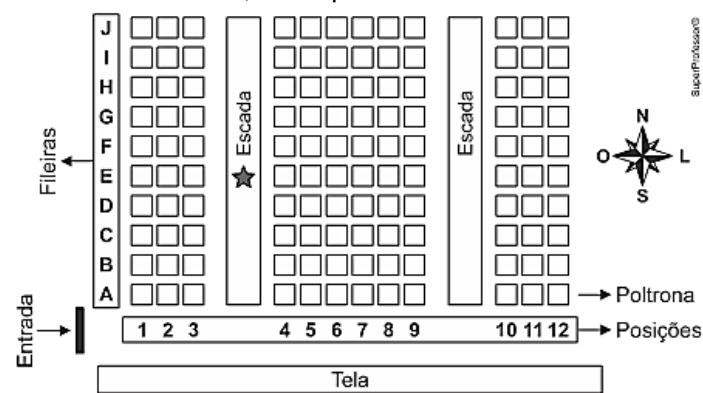 J
I
H
G
F
E
D
C
B
A
Fileiras
Escada
Escada
SuperProfessor®
N
O
L
S
Poltrona
Entrada
1 2 3 4 5 6 7 8 9 10 11 12
Posições
Tela